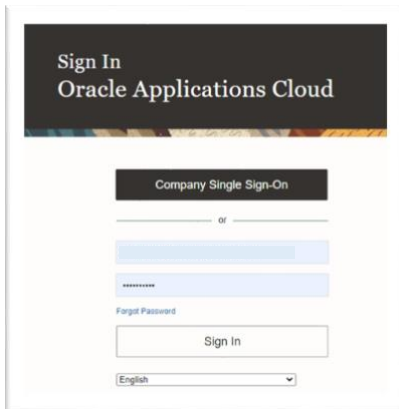 Sign In
Oracle Applications Cloud
Company Single Sign-On
or
••••••••••
Forgot Password
Sign In
English